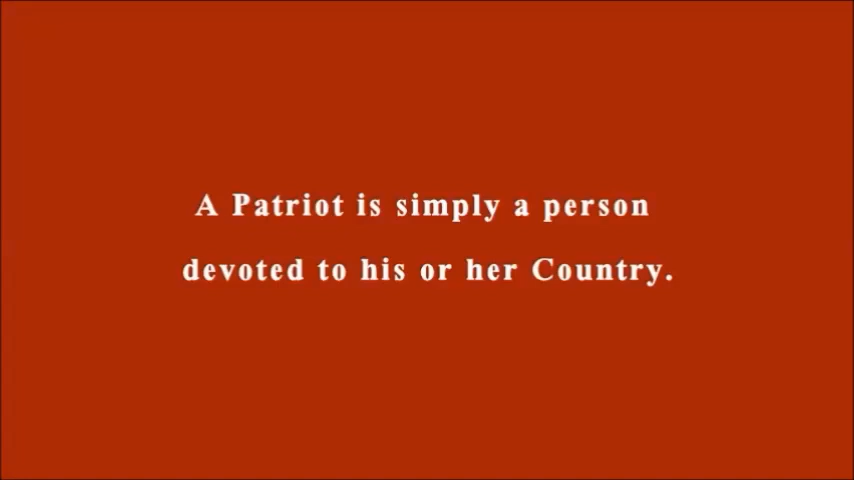 A Patriot is simply a person
devoted to his or her Country.